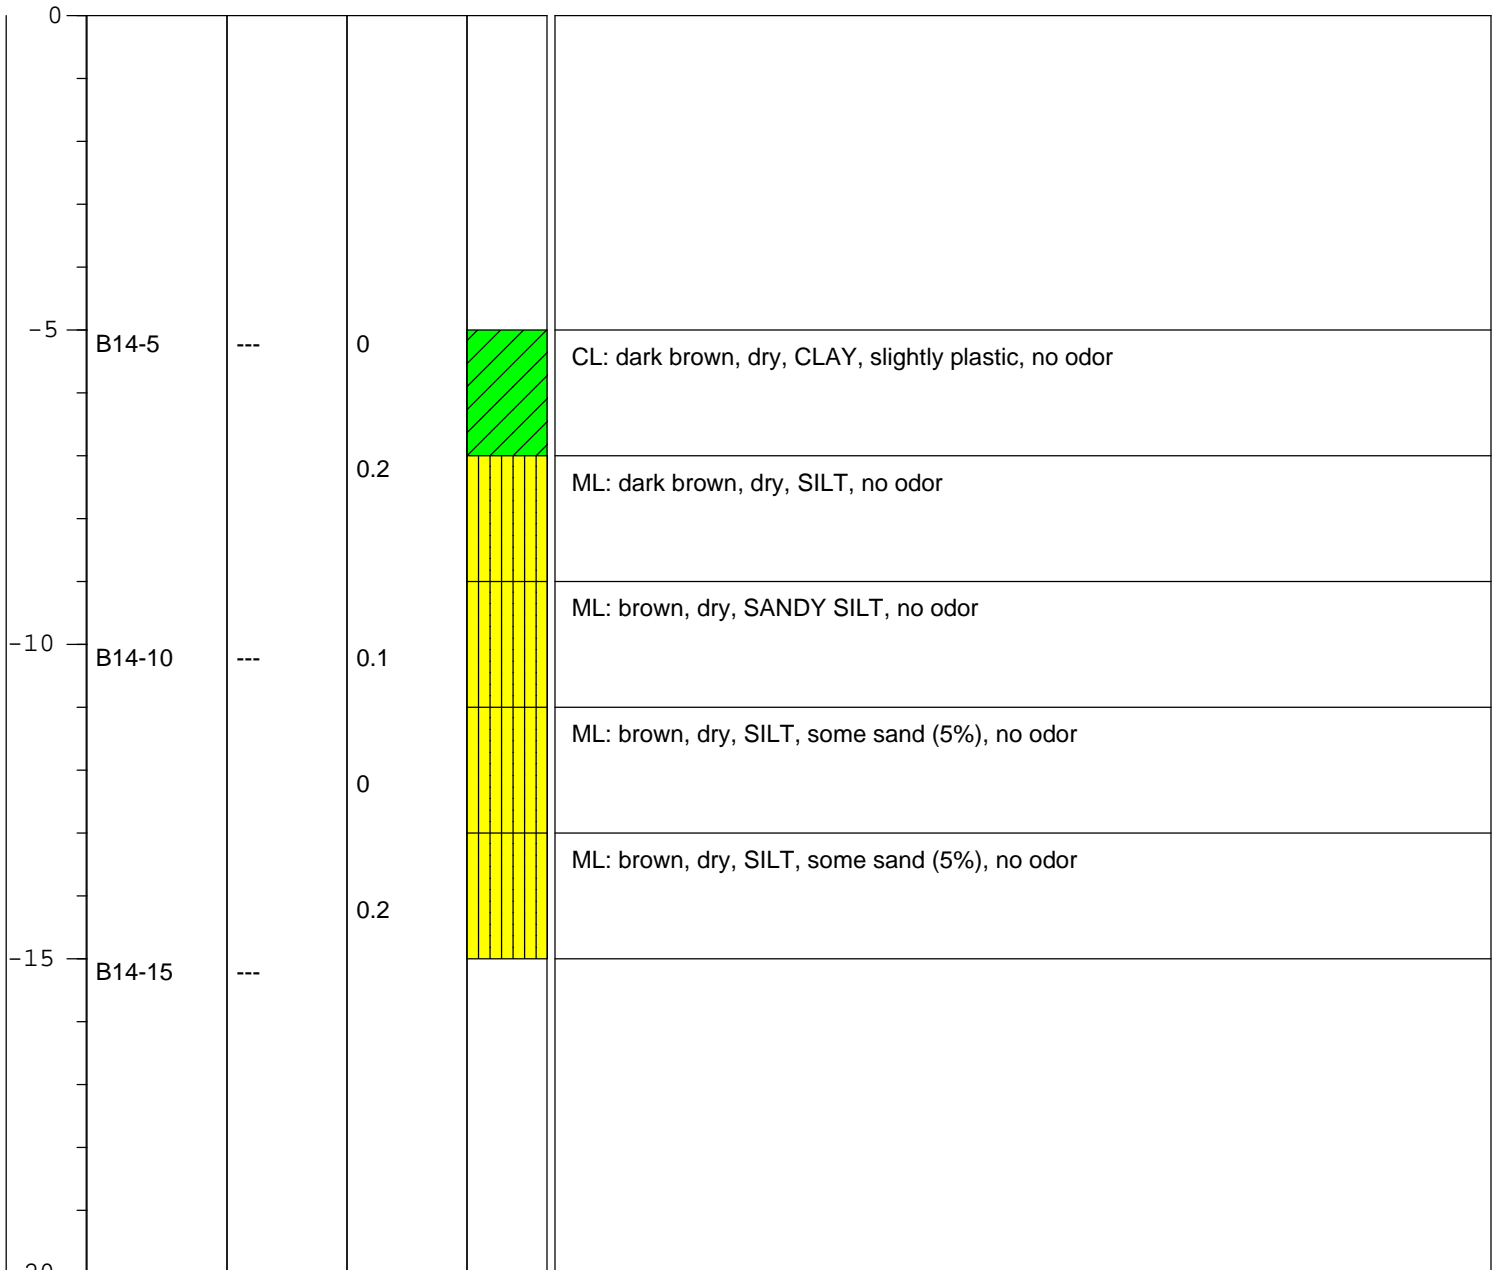 0
-5
B14-5 --- 0
CL: dark brown, dry, CLAY, slightly plastic, no odor
0.2
ML: dark brown, dry, SILT, no odor
ML: brown, dry, SANDY SILT, no odor
-10
B14-10 --- 0.1
ML: brown, dry, SILT, some sand (5%), no odor
0
ML: brown, dry, SILT, some sand (5%), no odor
0.2
-15
B14-15 ---